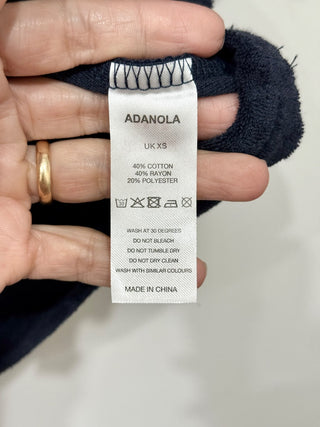 ADANOLA
UK XS
40% COTTON
40% RAYON
20% POLYESTER
WASH AT 30 DEGREES
DO NOT BLEACH
DO NOT TUMBLE DRY
DO NOT DRY CLEAN
WASH WITH SIMILAR COLOURS
MADE IN CHINA